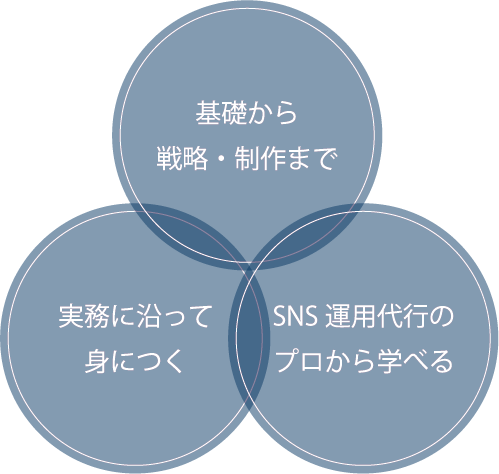 基礎から
戦略・制作まで
実務に沿って
身につく
SNS 運用代行の
プロから学べる